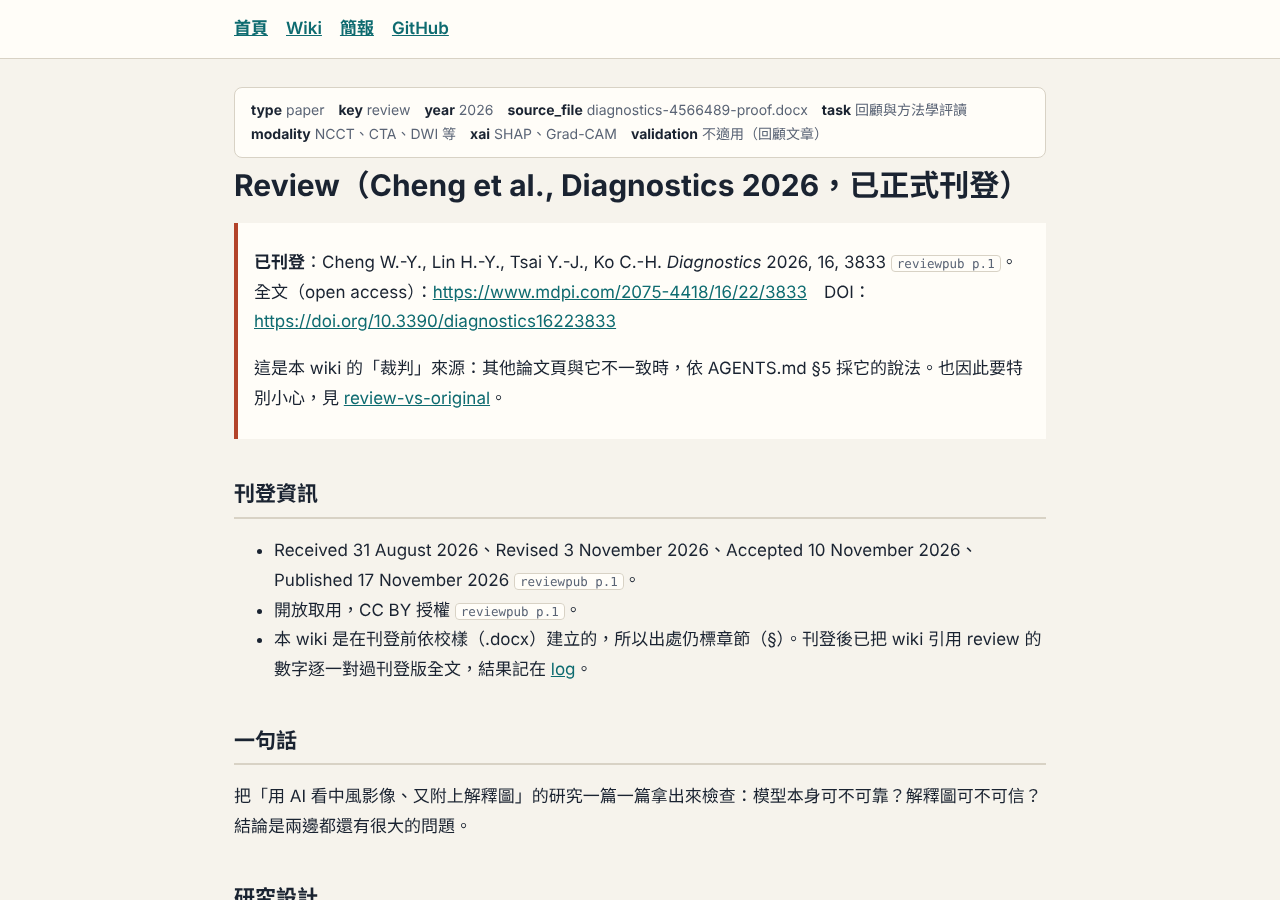 首頁 Wiki 簡報 GitHub
type paper key review year 2026 source_file diagnostics-4566489-proof.docx task 回顧與方法學評讀
modality NCCT、CTA、DWI 等 xai SHAP、Grad-CAM validation 不適用（回顧文章）
Review（Cheng et al., Diagnostics 2026，已正式刊登）
已刊登：Cheng W.-Y., Lin H.-Y., Tsai Y.-J., Ko C.-H. Diagnostics 2026, 16, 3833 reviewpub p.1。
全文（open access）：https://www.mdpi.com/2075-4418/16/22/3833 DOI：
https://doi.org/10.3390/diagnostics16223833
這是本 wiki 的「裁判」來源：其他論文頁與它不一致時，依 AGENTS.md §5 採它的說法。也因此要特
別小心，見 review-vs-original。
刊登資訊
Received 31 August 2026、Revised 3 November 2026、Accepted 10 November 2026、
Published 17 November 2026 reviewpub p.1。
開放取用，CC BY 授權 reviewpub p.1。
本 wiki 是在刊登前依校樣（.docx）建立的，所以出處仍標章節（§）。刊登後已把 wiki 引用 review 的
數字逐一對過刊登版全文，結果記在 log。
一句話
把「用 AI 看中風影像、又附上解釋圖」的研究一篇一篇拿出來檢查：模型本身可不可靠？解釋圖可不可信？
結論是兩邊都還有很大的問題。
研究設計